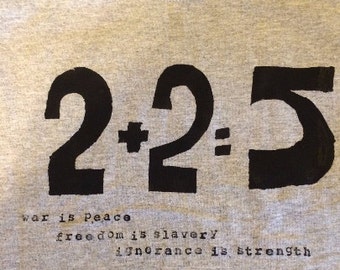 2+2=5
war is peace
freedom is slavery
ignorance is strength